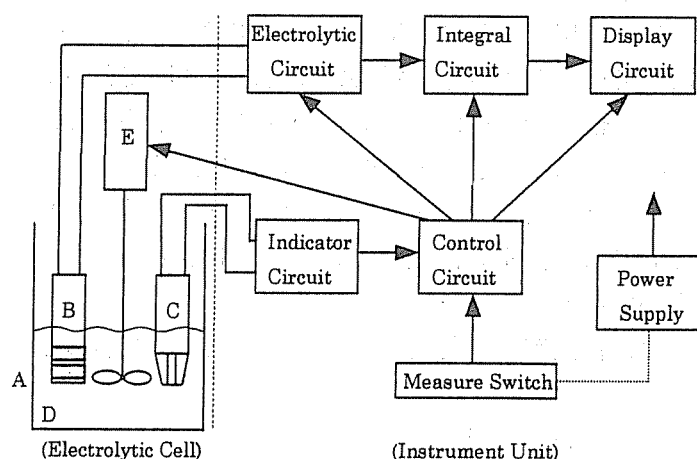 Electrolytic
Circuit
Integral
Circuit
Display
Circuit
E
Indicator
Circuit
Control
Circuit
Power
Supply
B
C
A
D
Measure Switch
(Electrolytic Cell)
(Instrument Unit)